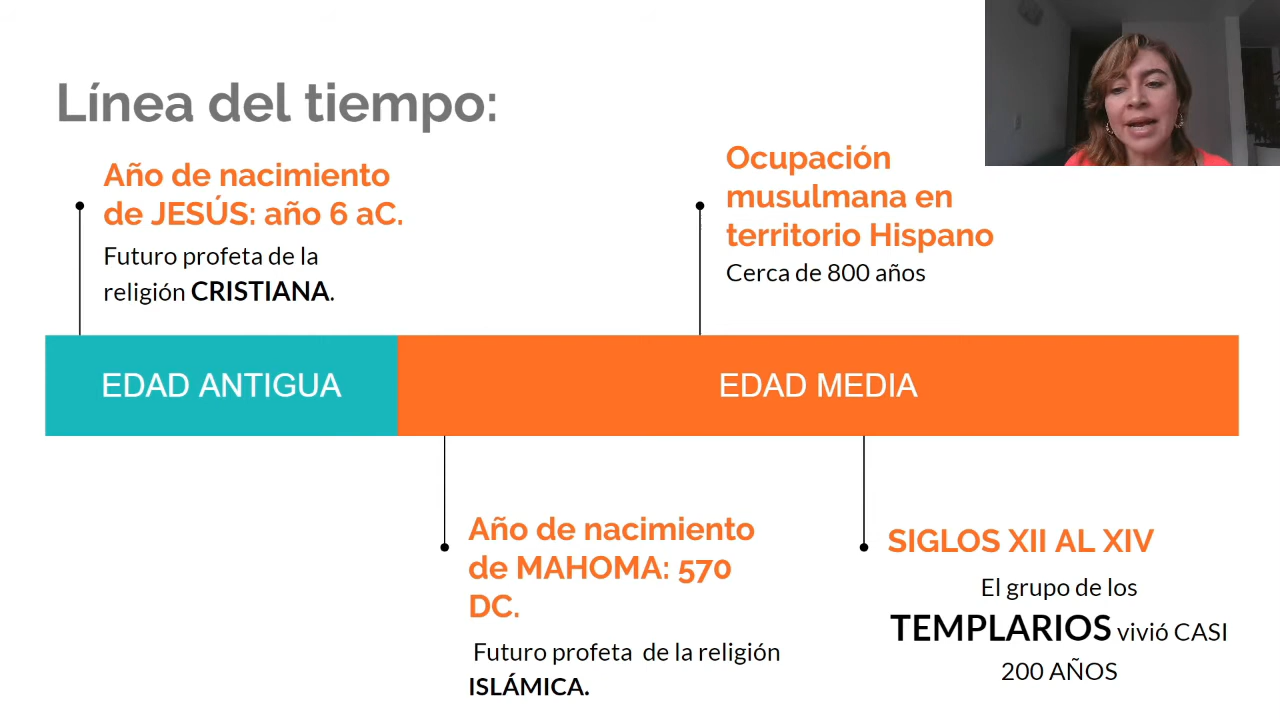 Línea del tiempo:
Año de nacimiento
de JESÚS: año 6 aC.
Futuro profeta de la
religión CRISTIANA.
Ocupación
musulmana en
territorio Hispano
Cerca de 800 años
EDAD ANTIGUA
EDAD MEDIA
Año de nacimiento
de MAHOMA: 570
DC.
Futuro profeta  de la religión
ISLÁMICA.
SIGLOS XII AL XIV
El grupo de los
TEMPLARIOS vivió CASI
200 AÑOS